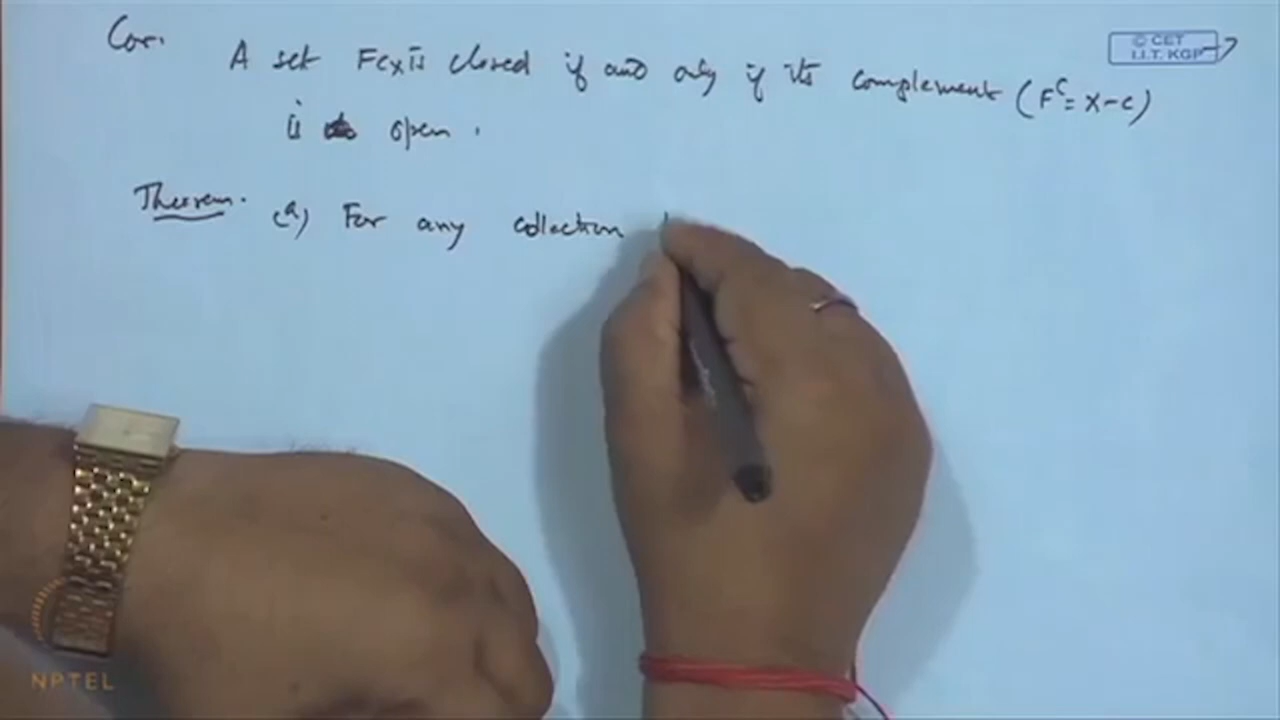 Cor. A set F⊂X is closed if and only if its complement (Fᶜ = X-C)
is open.
Theorem. (a) For any collection
© CET
I.I.T. KGP
NPTEL